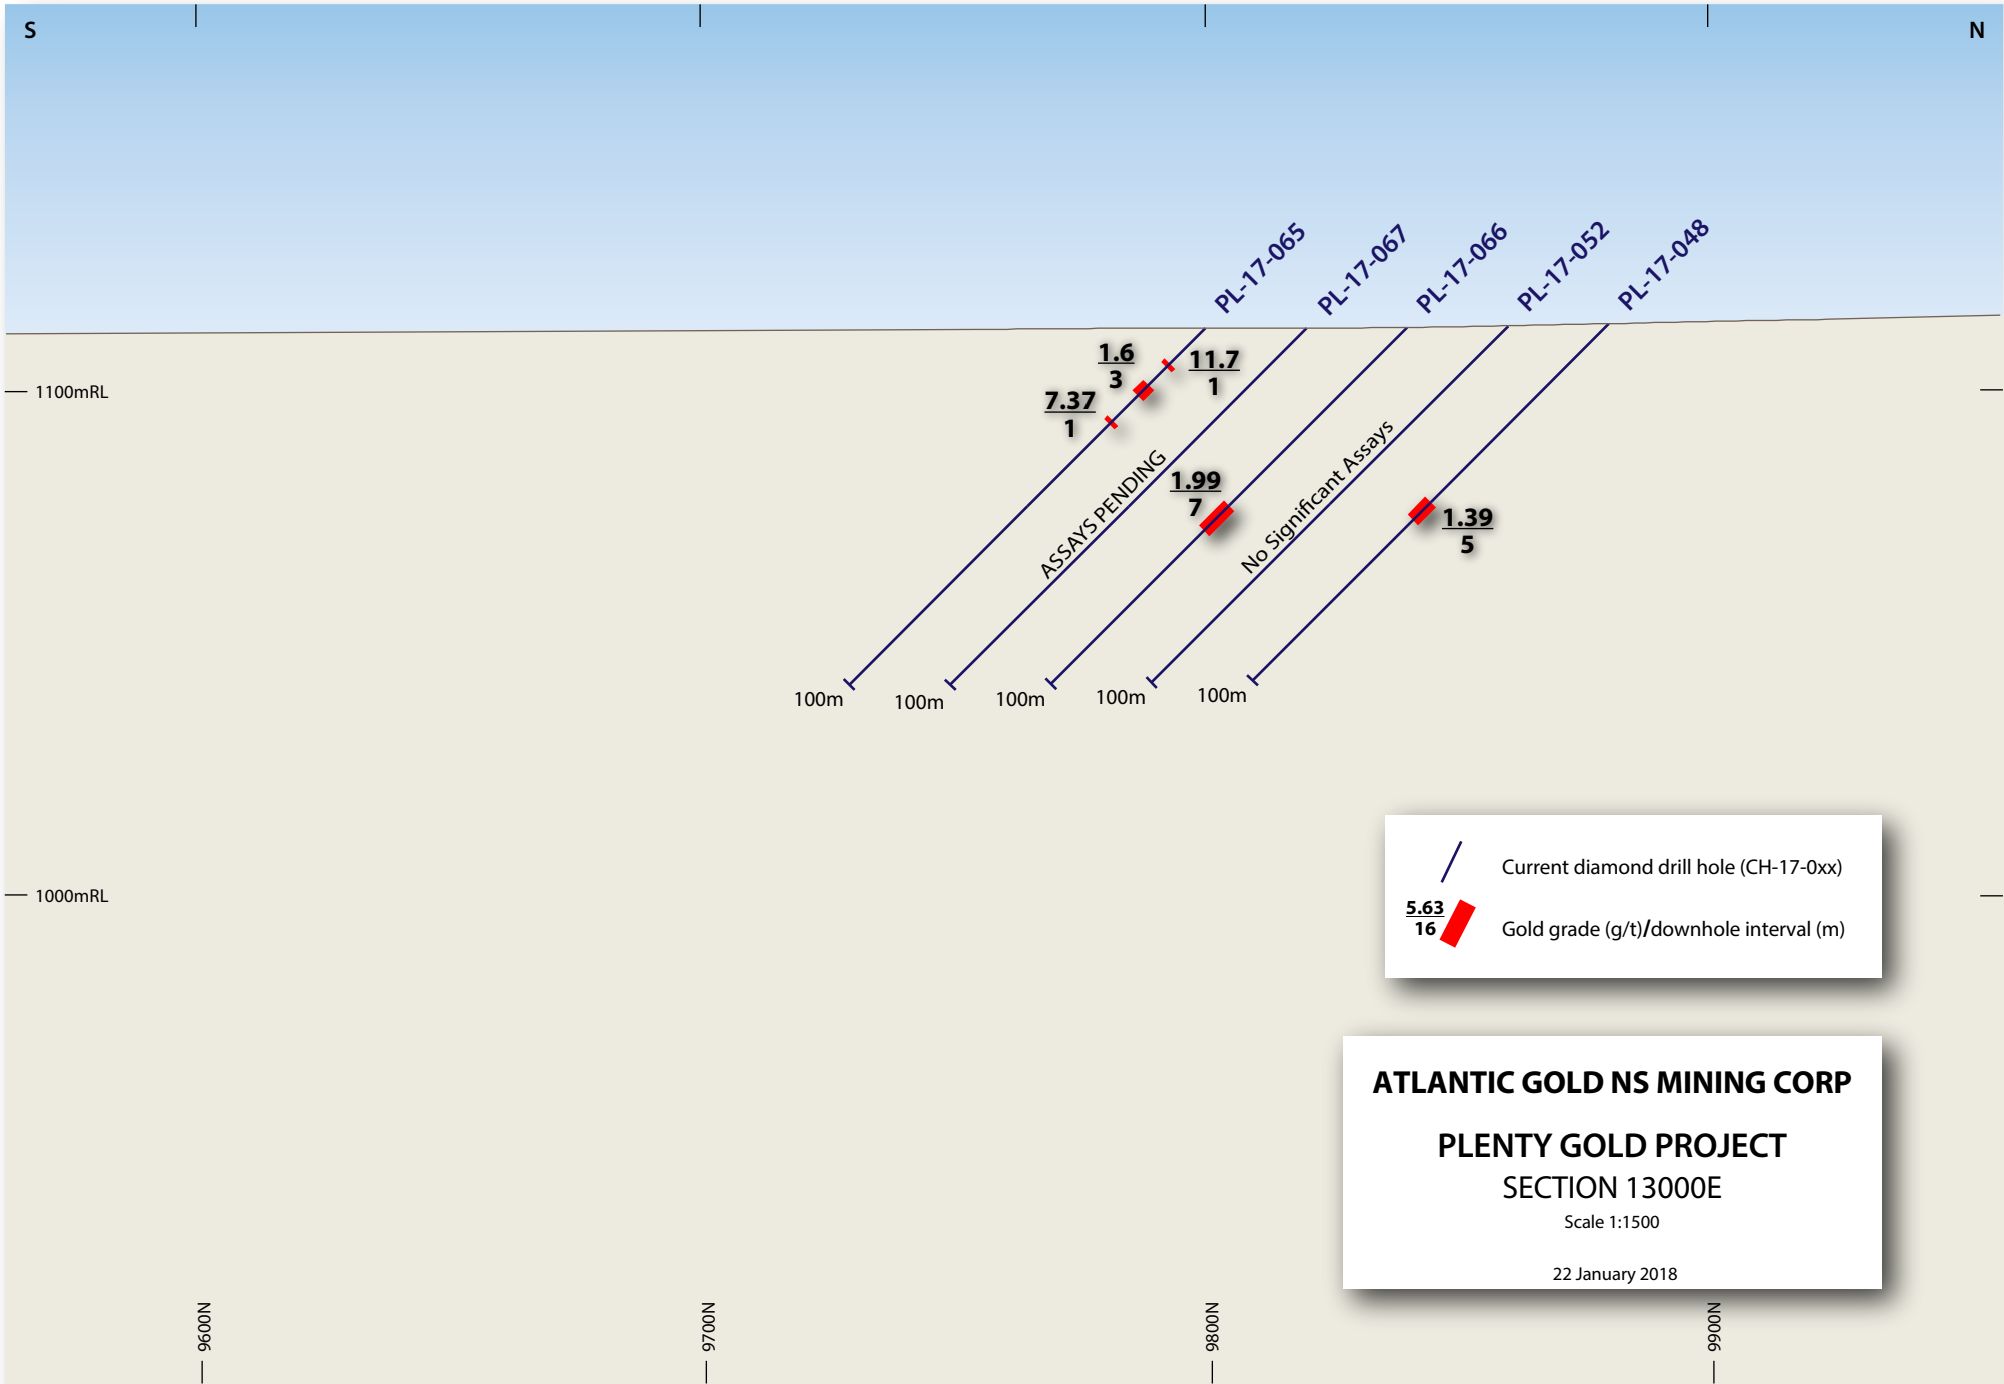 S
N
PL-17-065
PL-17-067
PL-17-066
PL-17-052
PL-17-048
1.6
3
11.7
1
7.37
1
1100mRL
ASSAYS PENDING
1.99
7
No Significant Assays
1.39
5
100m
100m
100m
100m
100m
Current diamond drill hole (CH-17-0xx)
5.63
16
Gold grade (g/t)/downhole interval (m)
1000mRL
ATLANTIC GOLD NS MINING CORP
PLENTY GOLD PROJECT
SECTION 13000E
Scale 1:1500
22 January 2018
9600N
9700N
9800N
9900N